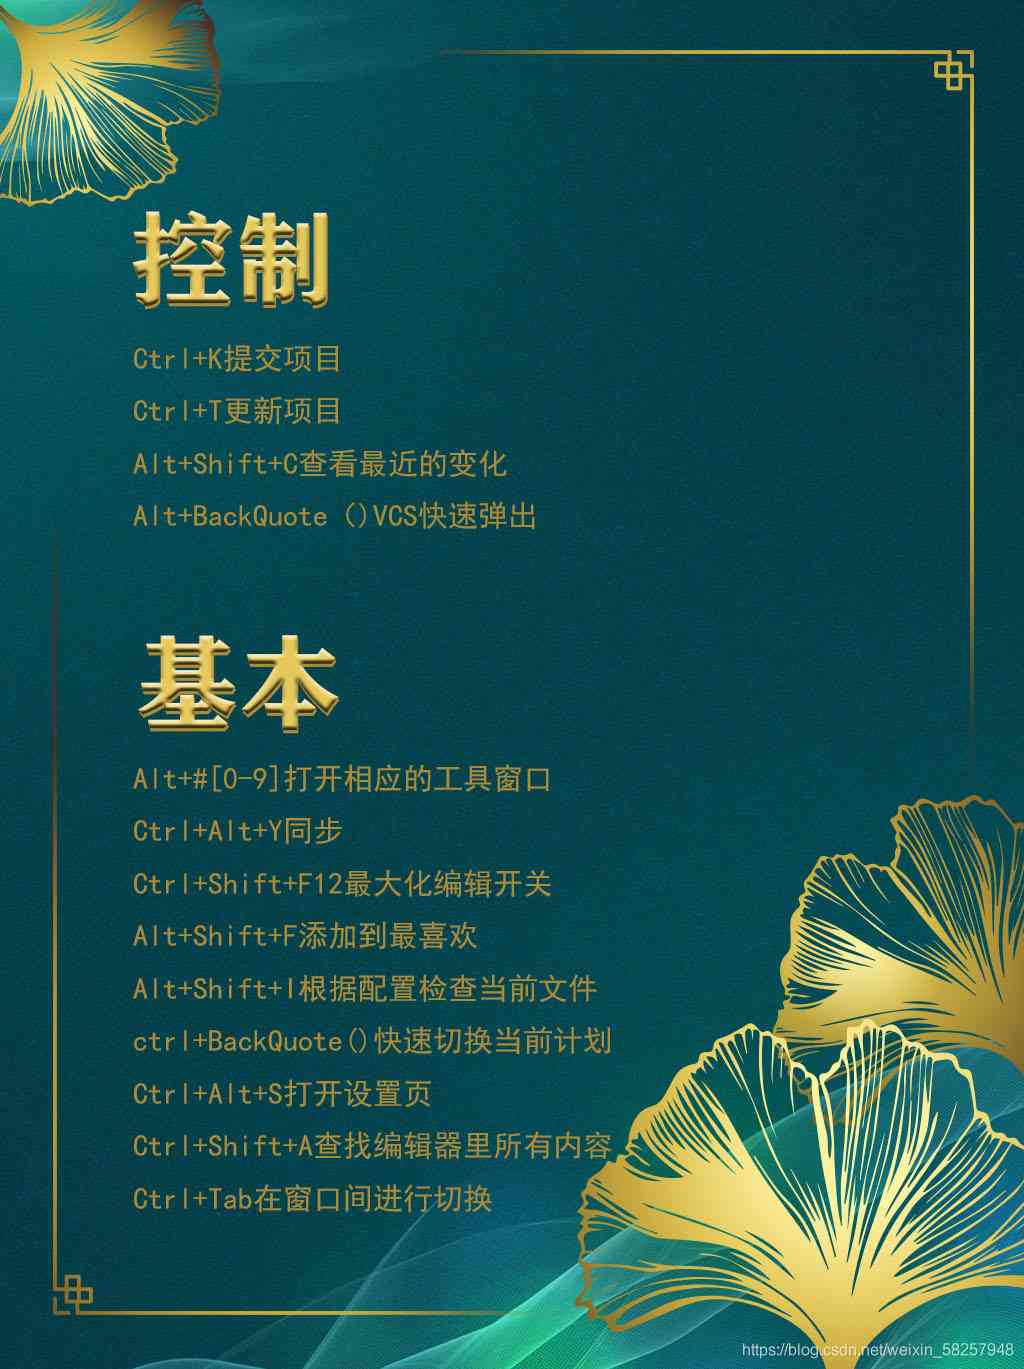 控制
Ctrl+K提交项目
Ctrl+T更新项目
Alt+Shift+C查看最近的变化
Alt+BackQuote ()VCS快速弹出
基本
Alt+#[0-9]打开相应的工具窗口
Ctrl+Alt+Y同步
Ctrl+Shift+F12最大化编辑开关
Alt+Shift+F添加到最喜欢
Alt+Shift+I根据配置检查当前文件
ctrl+BackQuote()快速切换当前计划
Ctrl+Alt+S打开设置页
Ctrl+Shift+A查找编辑器里所有内容
Ctrl+Tab在窗口间进行切换
https://blog.csdn.net/weixin_58257948